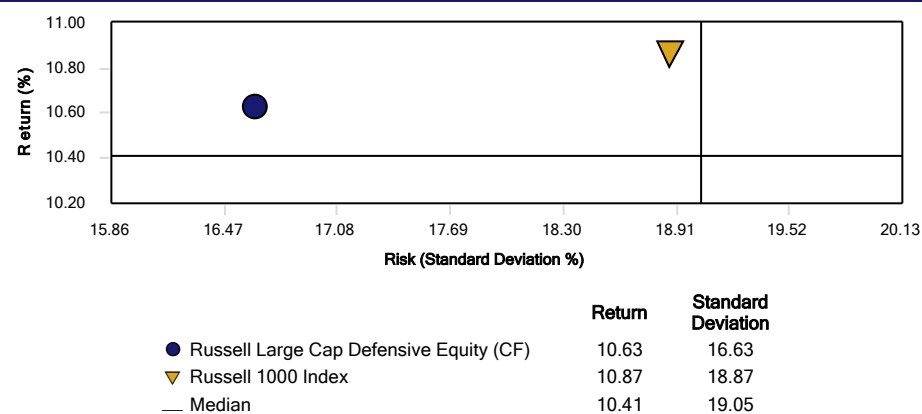 11.00
10.80
10.60
10.40
10.20
Return (%)
15.86 16.47 17.08 17.69 18.30 18.91 19.52 20.13
Risk (Standard Deviation %)
Return Standard Deviation
Russell Large Cap Defensive Equity (CF) 10.63 16.63
Russell 1000 Index 10.87 18.87
Median 10.41 19.05